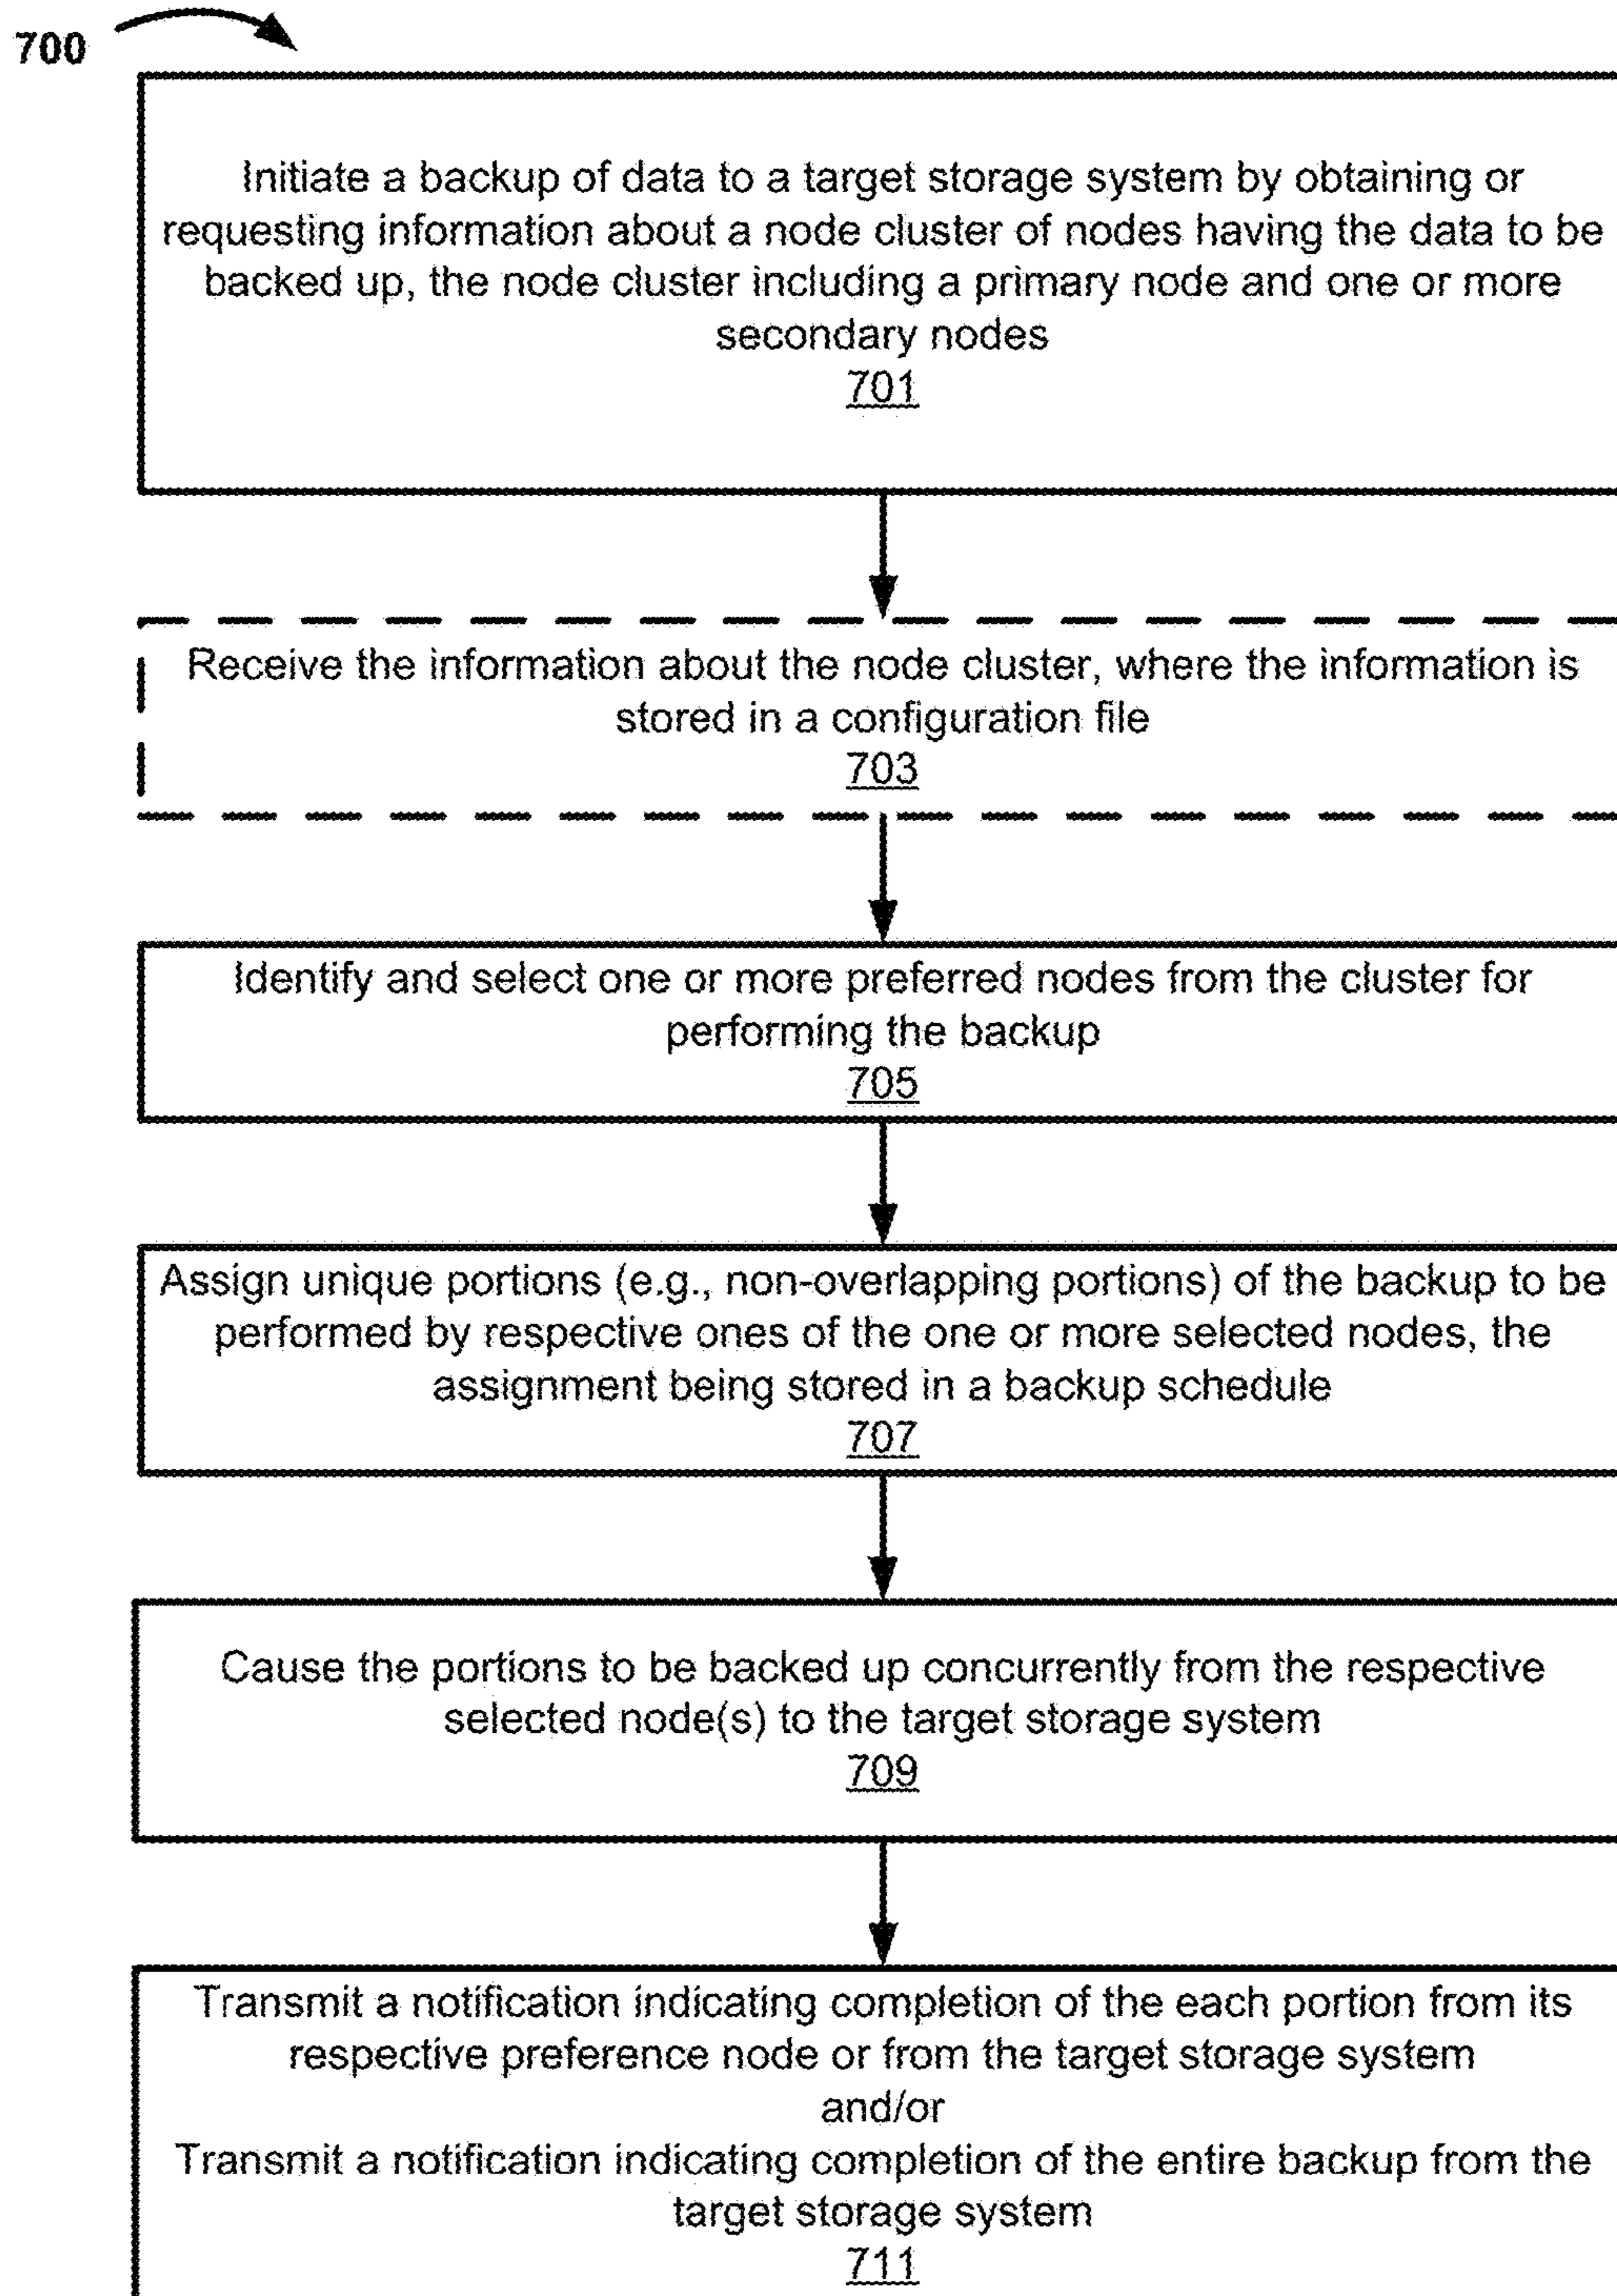 700
Initiate a backup of data to a target storage system by obtaining or
requesting information about a node cluster of nodes having the data to be
backed up, the node cluster including a primary node and one or more
secondary nodes
701
Receive the information about the node cluster, where the information is
stored in a configuration file
703
Identify and select one or more preferred nodes from the cluster for
performing the backup
705
Assign unique portions (e.g., non-overlapping portions) of the backup to be
performed by respective ones of the one or more selected nodes, the
assignment being stored in a backup schedule
707
Cause the portions to be backed up concurrently from the respective
selected node(s) to the target storage system
709
Transmit a notification indicating completion of the each portion from its
respective preference node or from the target storage system
and/or
Transmit a notification indicating completion of the entire backup from the
target storage system
711